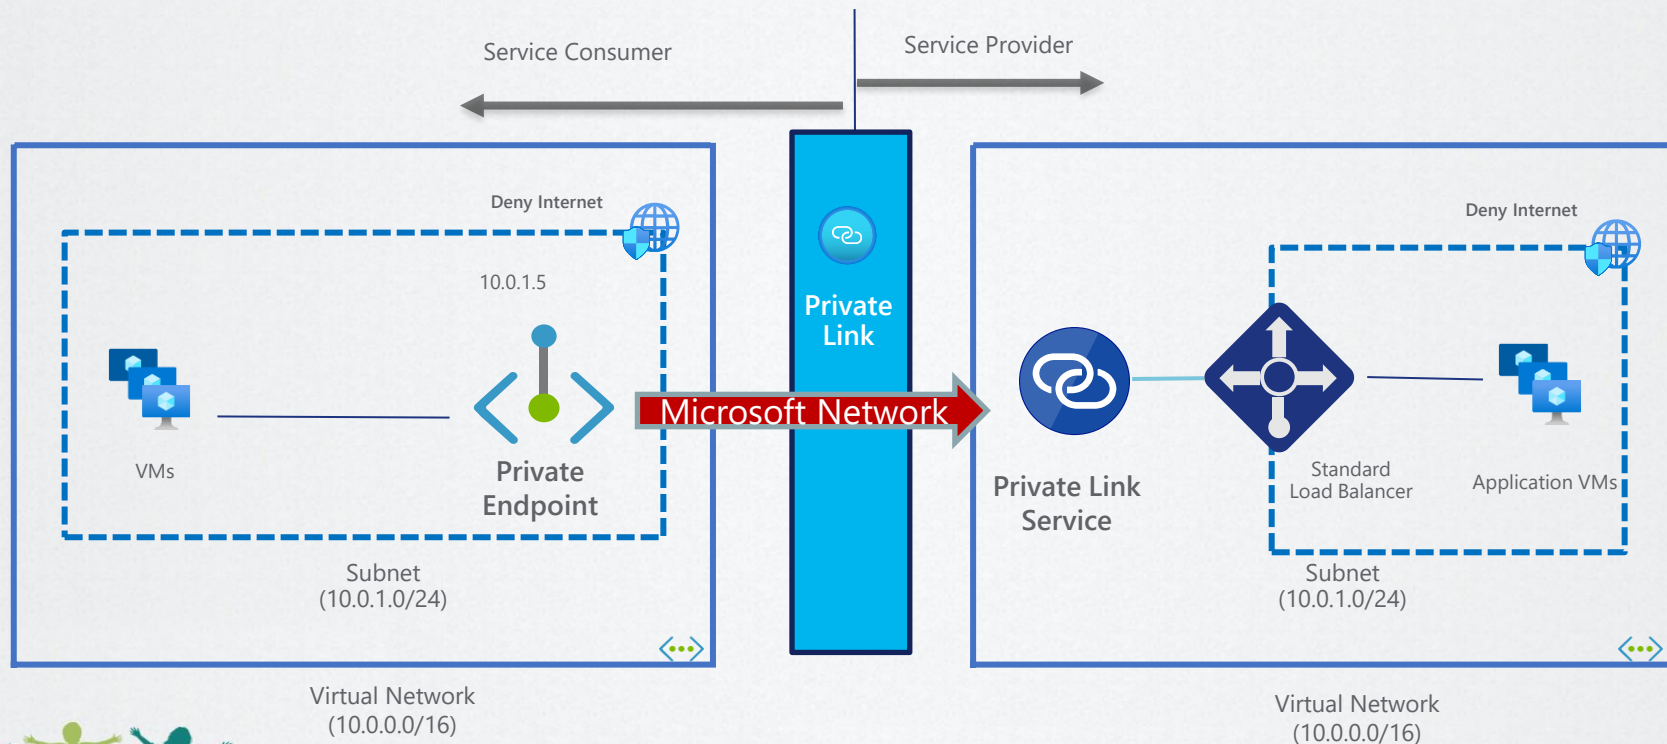 Service Consumer
Service Provider
Deny Internet
10.0.1.5
VMs
Private
Endpoint
Subnet
(10.0.1.0/24)
Virtual Network
(10.0.0.0/16)
Private
Link
Microsoft Network
Deny Internet
Private Link
Service
Standard
Load Balancer
Application VMs
Subnet
(10.0.1.0/24)
Virtual Network
(10.0.0.0/16)